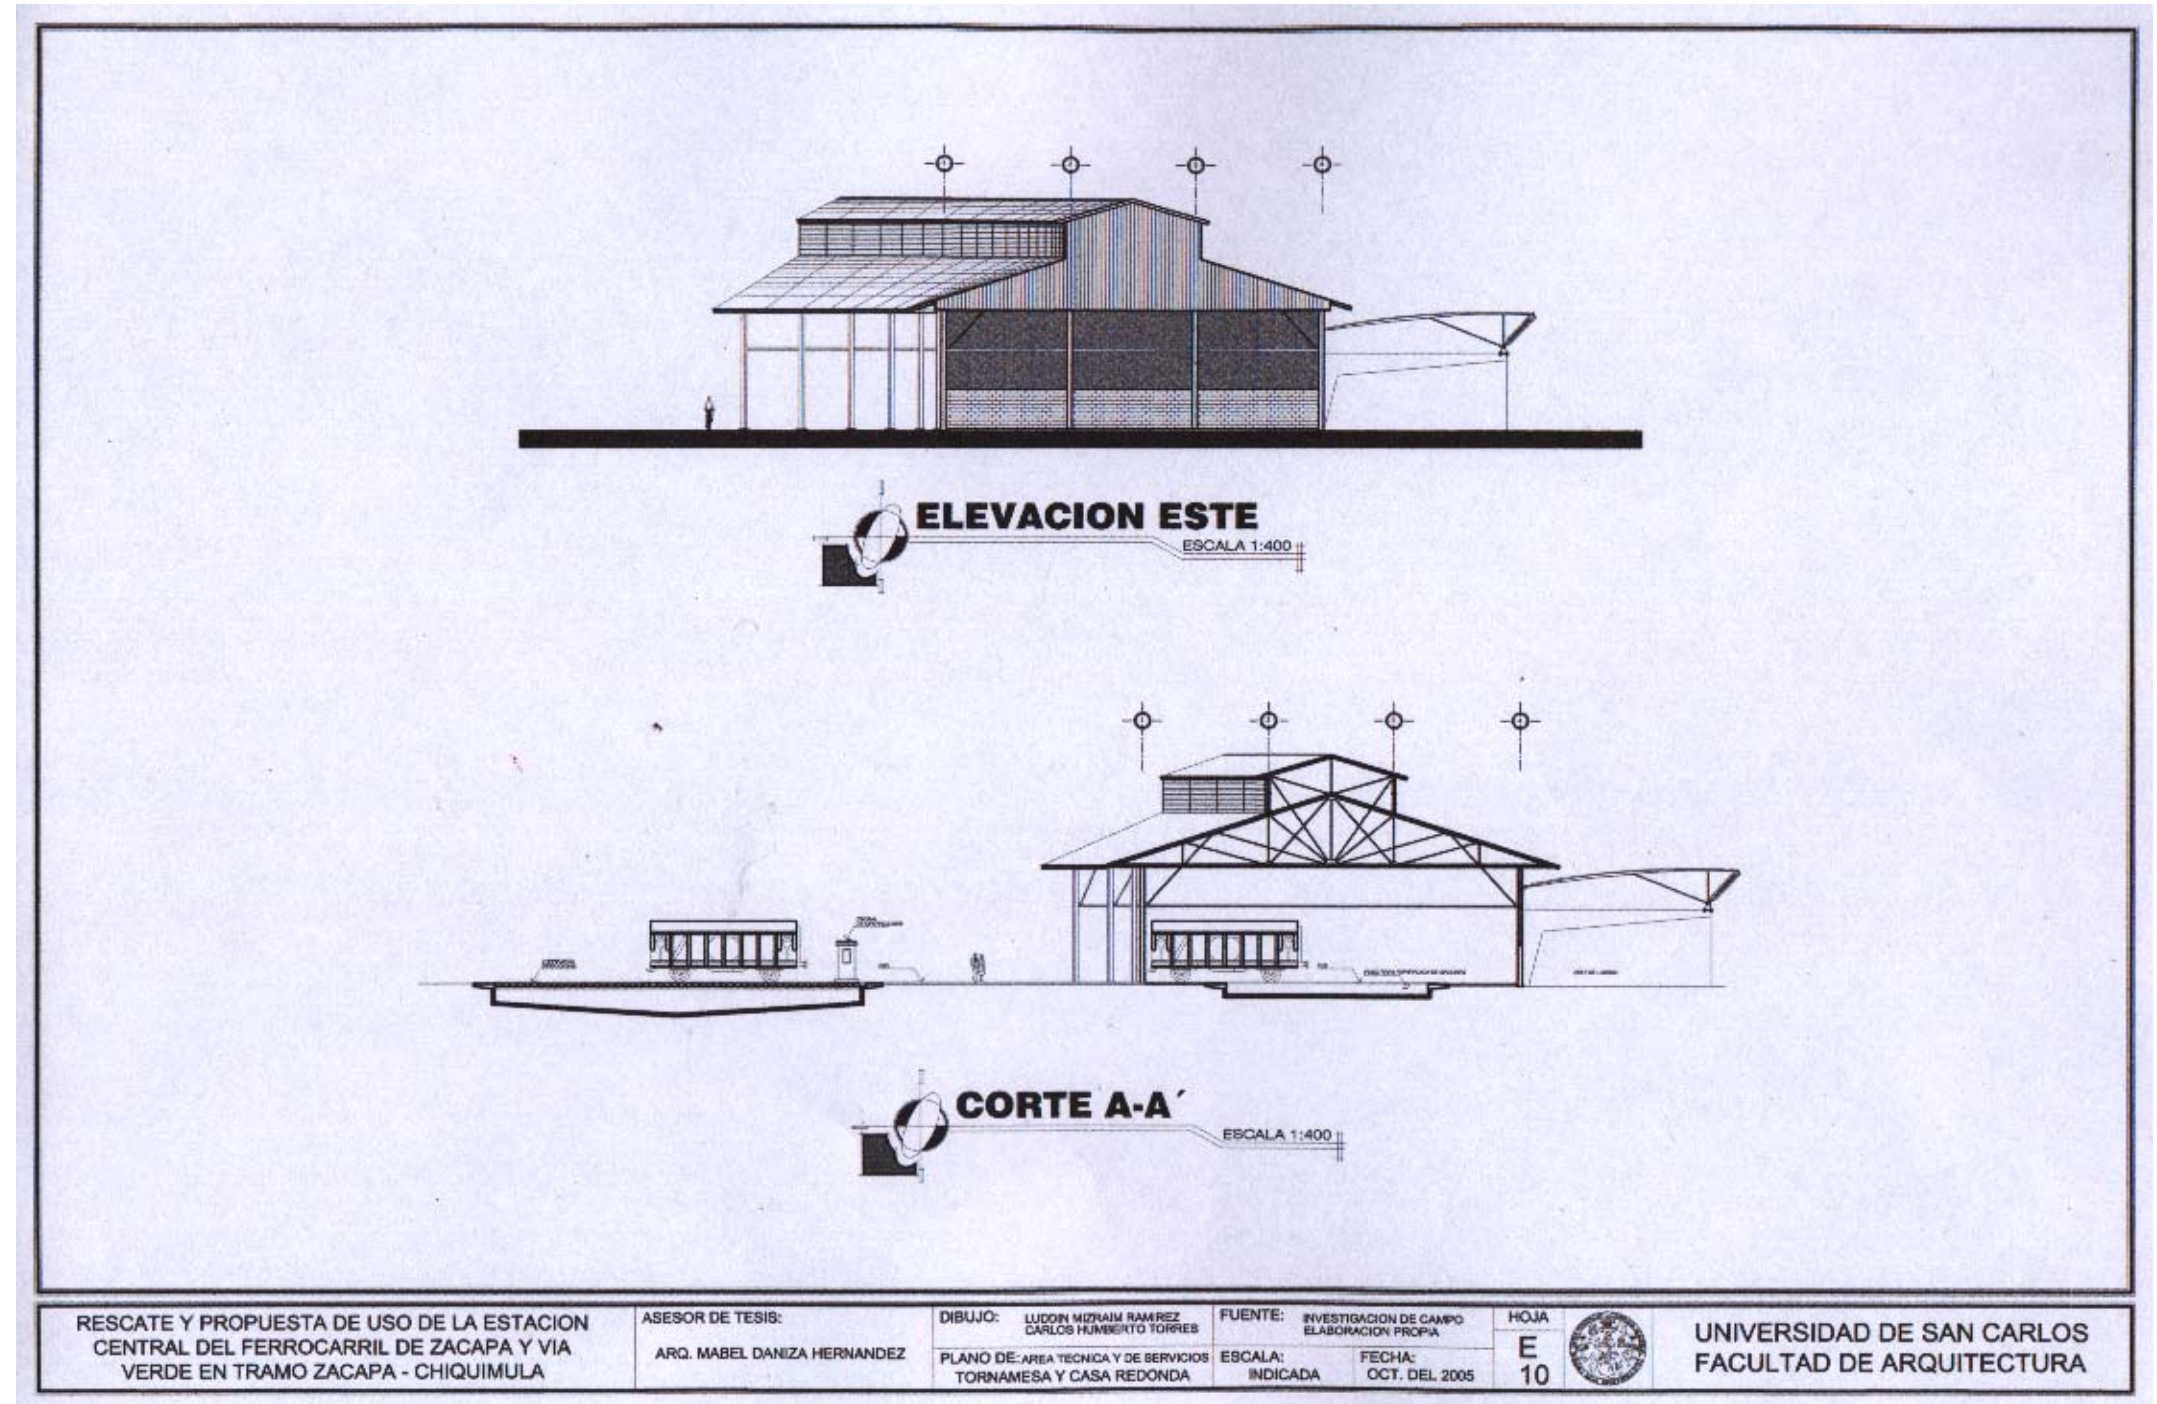 ELEVACION ESTE
ESCALA 1:400
CORTE A-A´
ESCALA 1:400
RESCATE Y PROPUESTA DE USO DE LA ESTACION
CENTRAL DEL FERROCARRIL DE ZACAPA Y VIA
VERDE EN TRAMO ZACAPA - CHIQUIMULA
ASESOR DE TESIS:
ARQ. MABEL DANIZA HERNANDEZ
DIBUJO: LUDDIN MIZRAIM RAMIREZ
CARLOS HUMBERTO TORRES
PLANO DE: AREA TECNICA Y DE SERVICIOS
TORNAMESA Y CASA REDONDA
FUENTE: INVESTIGACION DE CAMPO
ELABORACION PROPIA
ESCALA:
INDICADA
FECHA:
OCT. DEL 2005
HOJA
E
10
UNIVERSIDAD DE SAN CARLOS
FACULTAD DE ARQUITECTURA